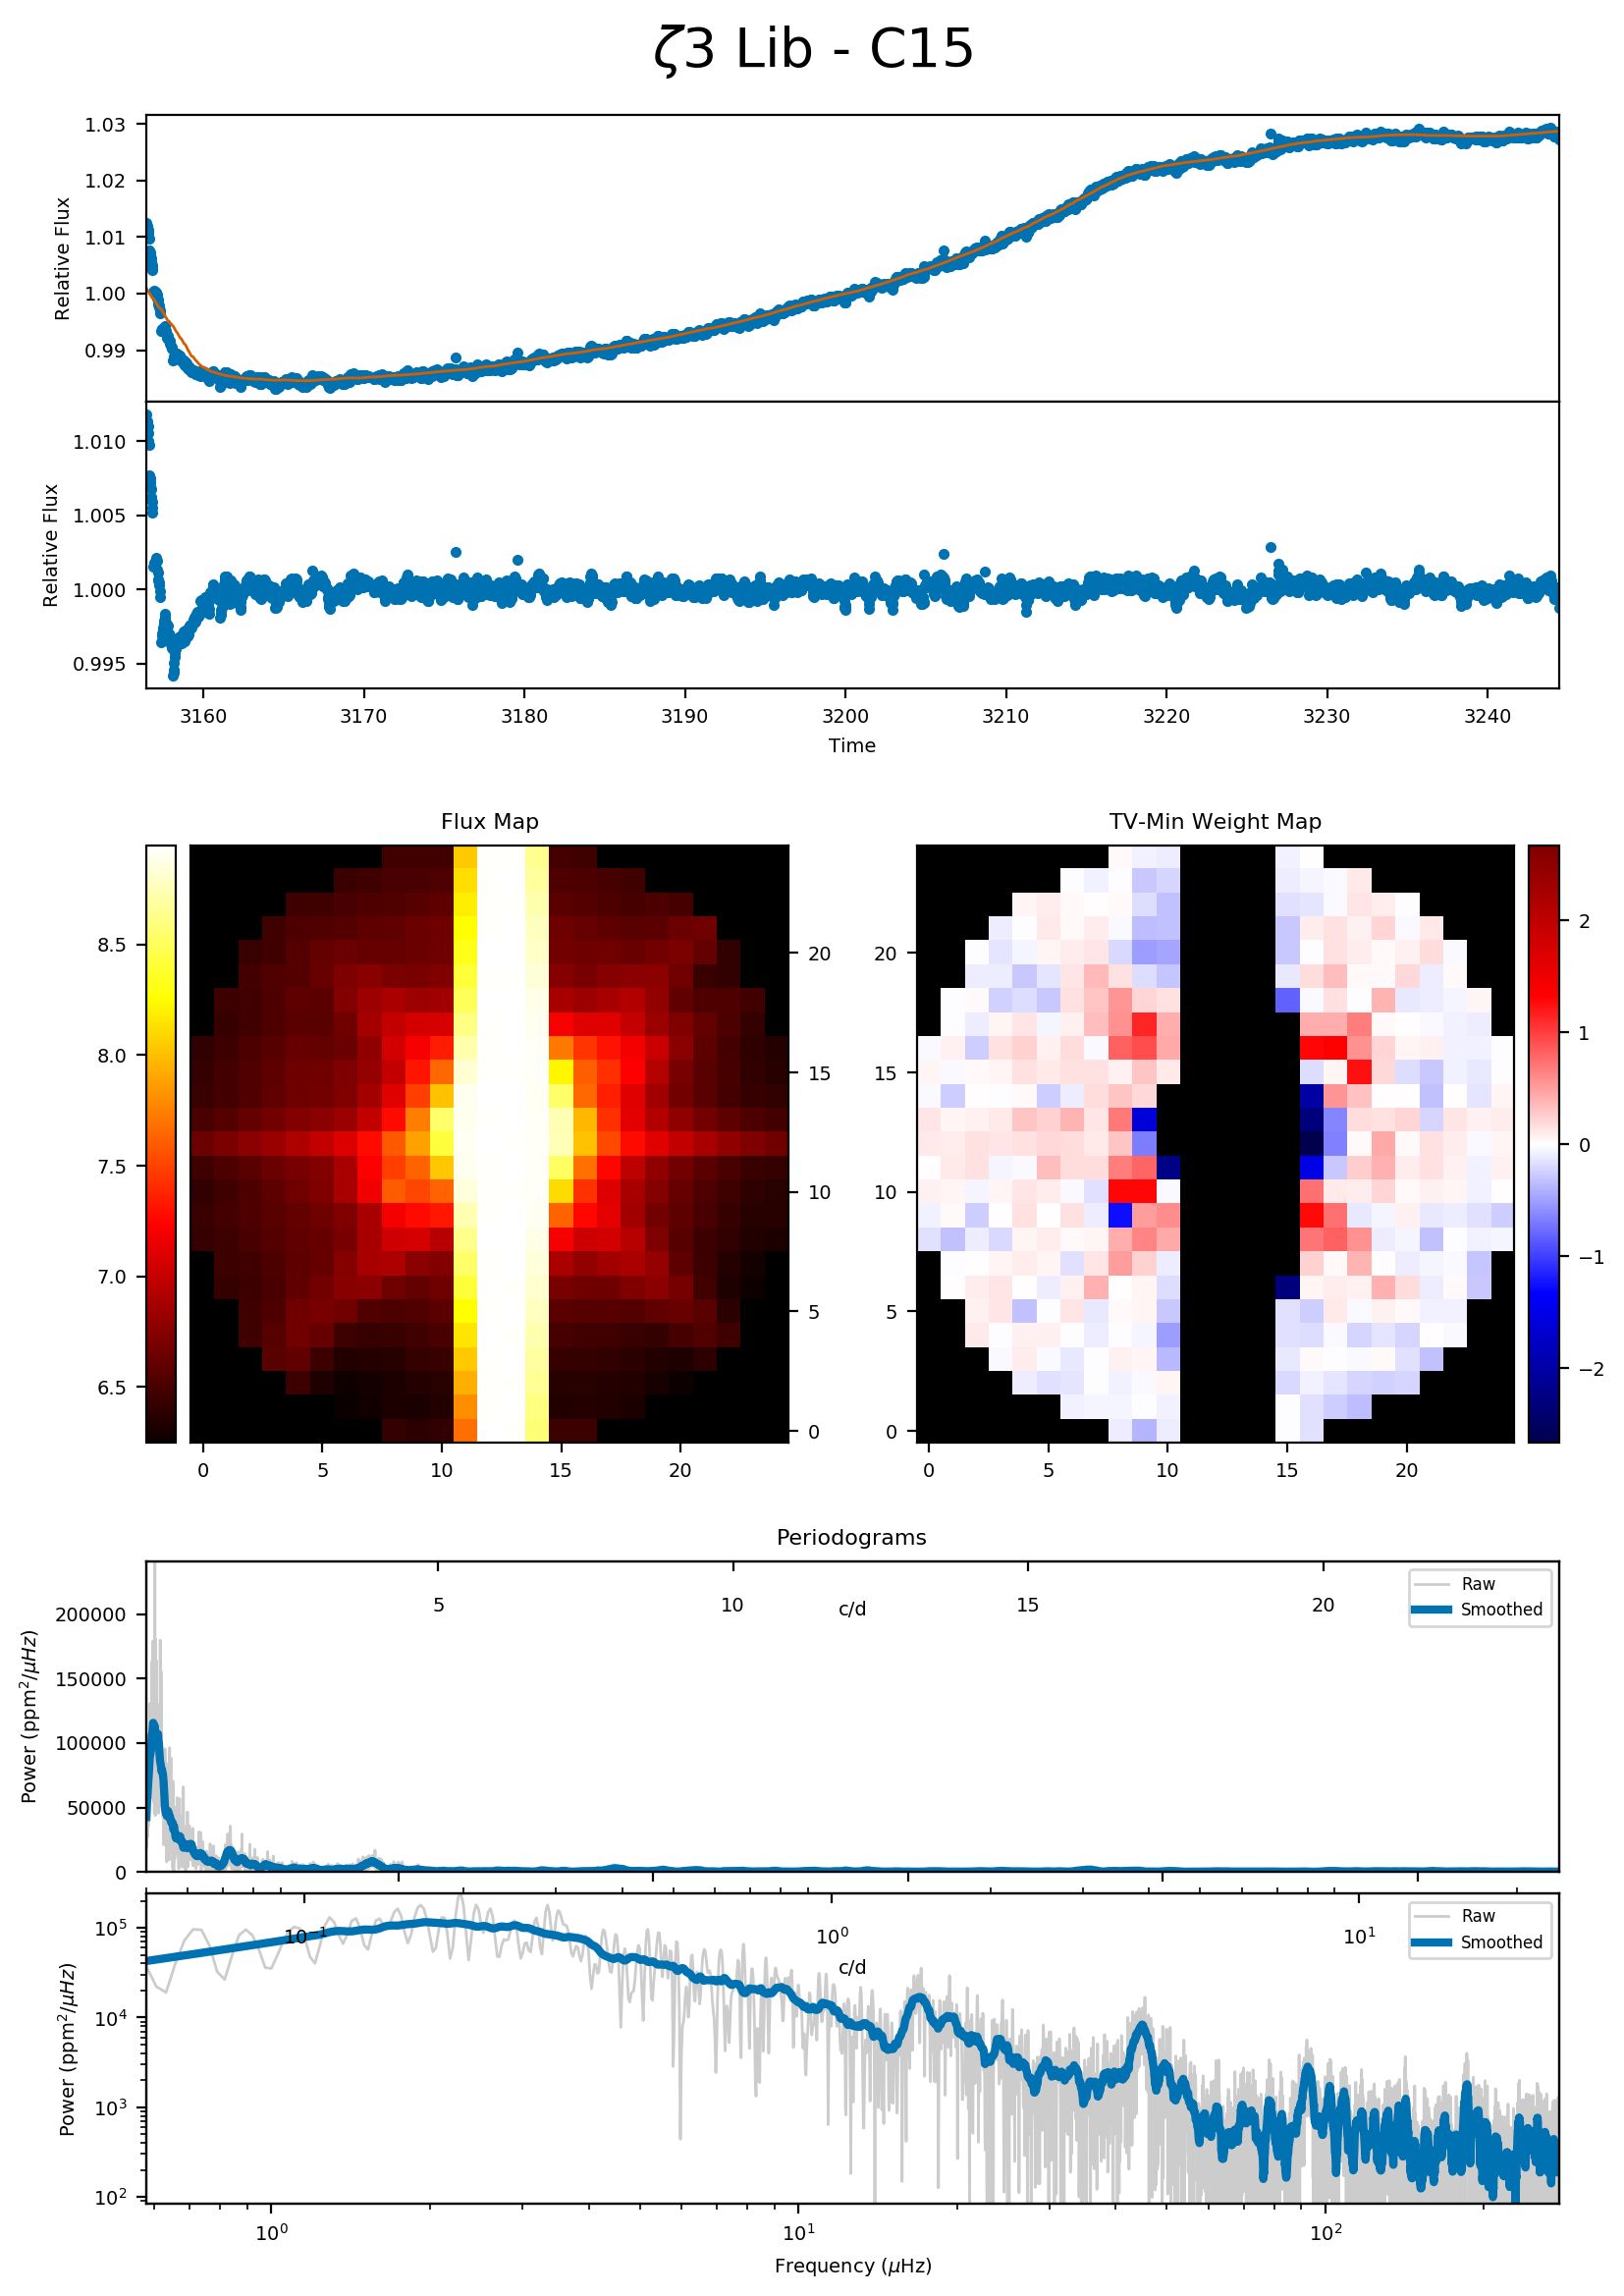 ζ3 Lib - C15
1.03
1.02
1.01
1.00
0.99
Relative Flux
1.010
1.005
1.000
0.995
Relative Flux
3160 3170 3180 3190 3200 3210 3220 3230 3240
Time
Flux Map
TV-Min Weight Map
8.5
8.0
7.5
7.0
6.5
20
15
10
5
0
0 5 10 15 20
20
15
10
5
0
0 5 10 15 20
2
1
0
−1
−2
Periodograms
Raw
Smoothed
5 10 15 20
c/d
200000
150000
100000
50000
0
Power (ppm²/μHz)
Raw
Smoothed
10⁻¹ 10⁰ 10¹
c/d
10⁵
10⁴
10³
10²
Power (ppm²/μHz)
10⁰ 10¹ 10²
Frequency (μHz)